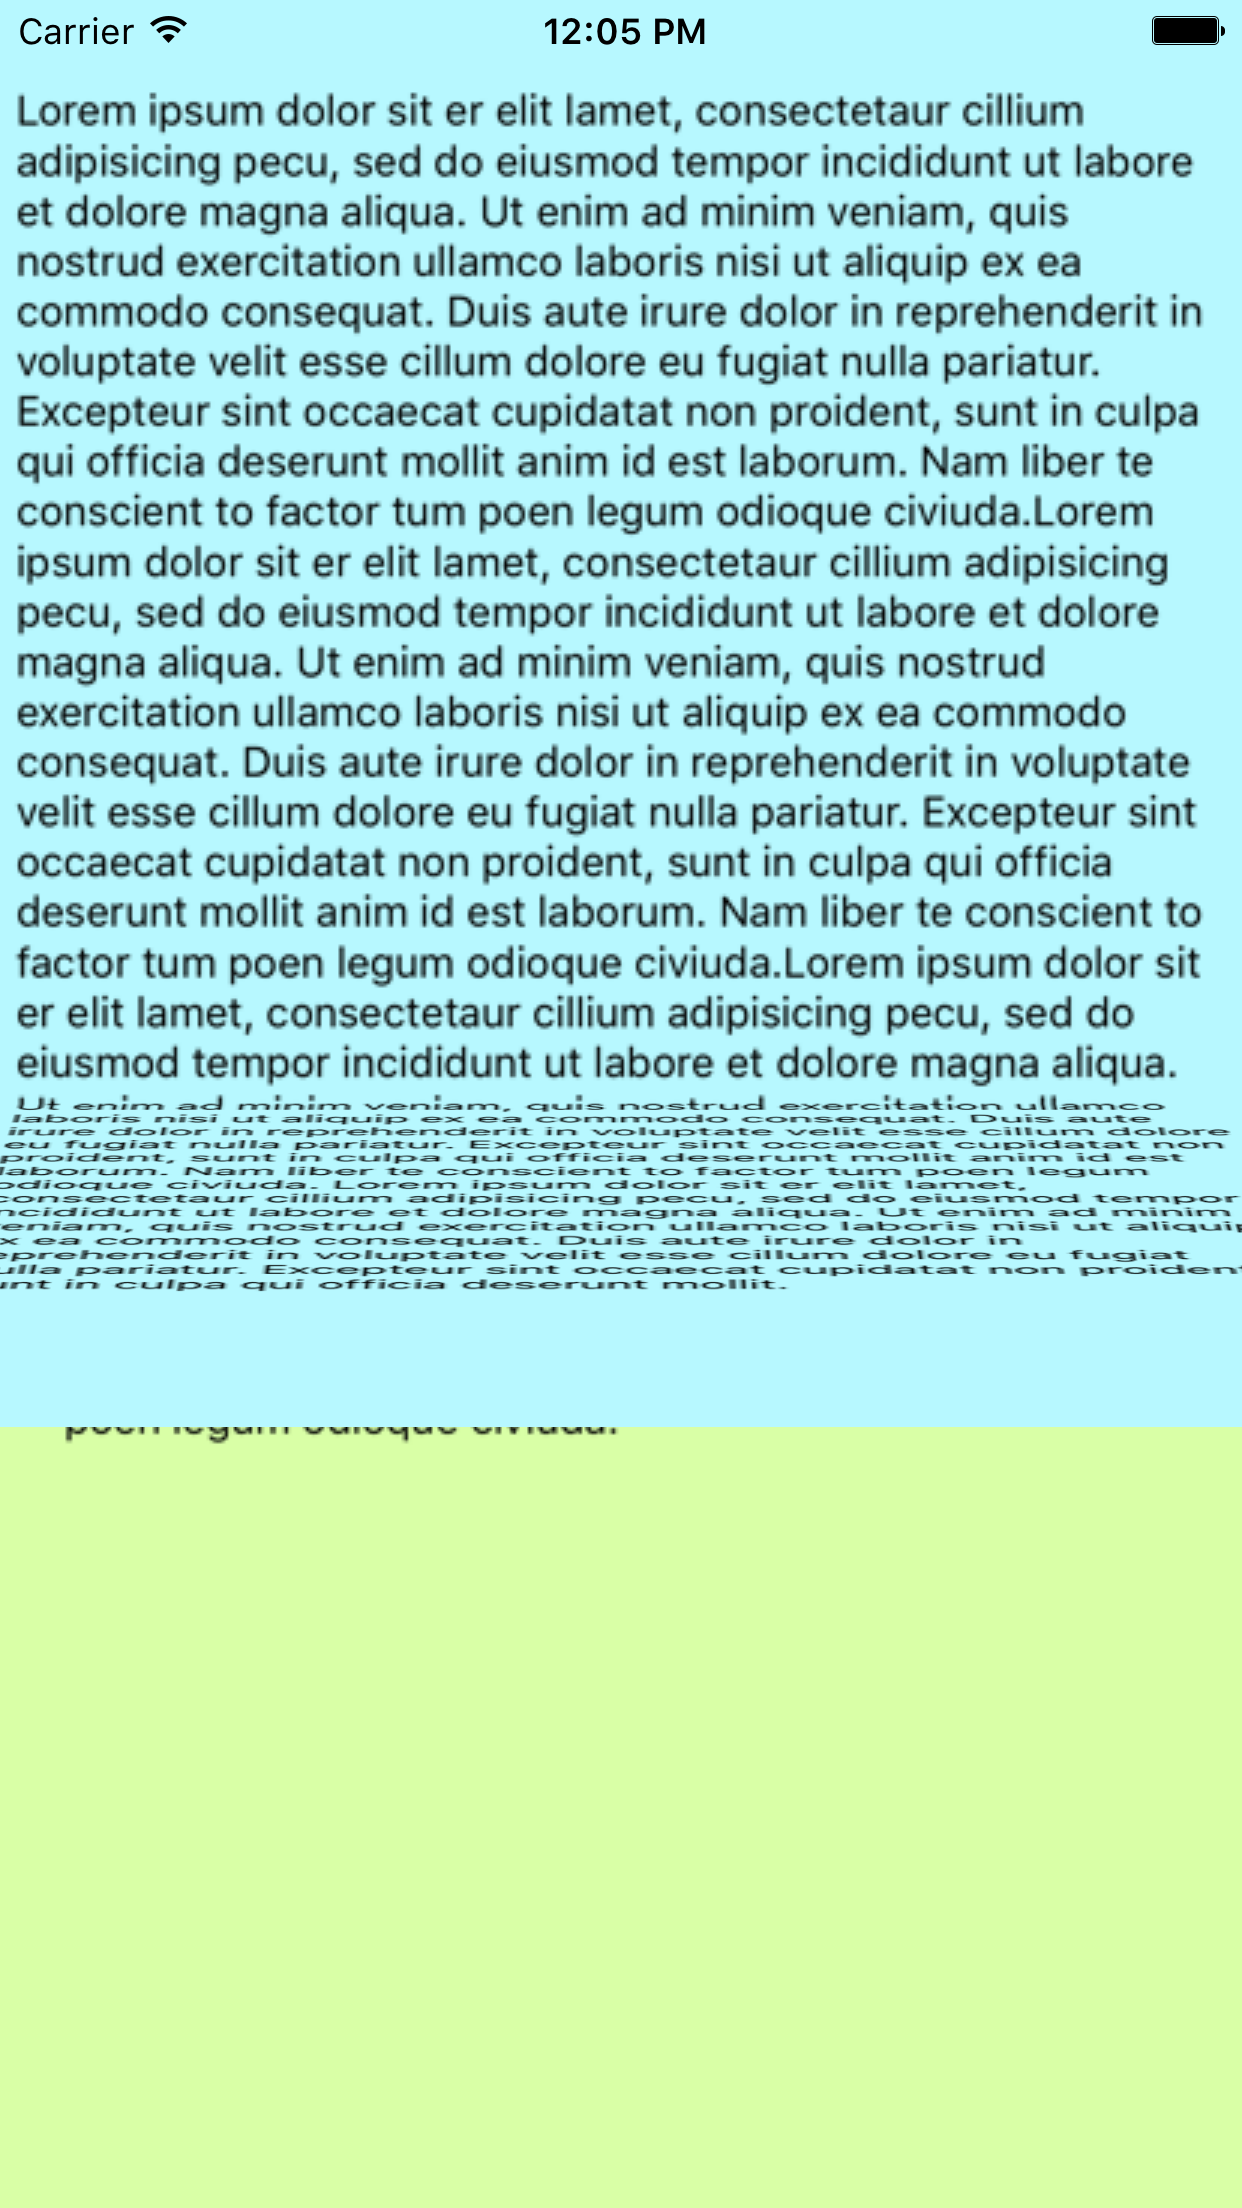 Carrier 12:05 PM
Lorem ipsum dolor sit er elit lamet, consectetaur cillium
adipisicing pecu, sed do eiusmod tempor incididunt ut labore
et dolore magna aliqua. Ut enim ad minim veniam, quis
nostrud exercitation ullamco laboris nisi ut aliquip ex ea
commodo consequat. Duis aute irure dolor in reprehenderit in
voluptate velit esse cillum dolore eu fugiat nulla pariatur.
Excepteur sint occaecat cupidatat non proident, sunt in culpa
qui officia deserunt mollit anim id est laborum. Nam liber te
conscient to factor tum poen legum odioque civiuda.Lorem
ipsum dolor sit er elit lamet, consectetaur cillium adipisicing
pecu, sed do eiusmod tempor incididunt ut labore et dolore
magna aliqua. Ut enim ad minim veniam, quis nostrud
exercitation ullamco laboris nisi ut aliquip ex ea commodo
consequat. Duis aute irure dolor in reprehenderit in voluptate
velit esse cillum dolore eu fugiat nulla pariatur. Excepteur sint
occaecat cupidatat non proident, sunt in culpa qui officia
deserunt mollit anim id est laborum. Nam liber te conscient to
factor tum poen legum odioque civiuda.Lorem ipsum dolor sit
er elit lamet, consectetaur cillium adipisicing pecu, sed do
eiusmod tempor incididunt ut labore et dolore magna aliqua.
Ut enim ad minim veniam, quis nostrud exercitation ullamco
laboris nisi ut aliquip ex ea commodo consequat. Duis aute
irure dolor in reprehenderit in voluptate velit esse cillum dolore
eu fugiat nulla pariatur. Excepteur sint occaecat cupidatat non
proident, sunt in culpa qui officia deserunt mollit anim id est
laborum. Nam liber te conscient to factor tum poen legum
odioque civiuda. Lorem ipsum dolor sit er elit lamet,
consectetaur cillium adipisicing pecu, sed do eiusmod tempor
ncididunt ut labore et dolore magna aliqua. Ut enim ad minim
eniam, quis nostrud exercitation ullamco laboris nisi ut aliquip
x ea commodo consequat. Duis aute irure dolor in
eprehenderit in voluptate velit esse cillum dolore eu fugiat
ulla pariatur. Excepteur sint occaecat cupidatat non proident
unt in culpa qui officia deserunt mollit.
poen legum odioque civiuda.